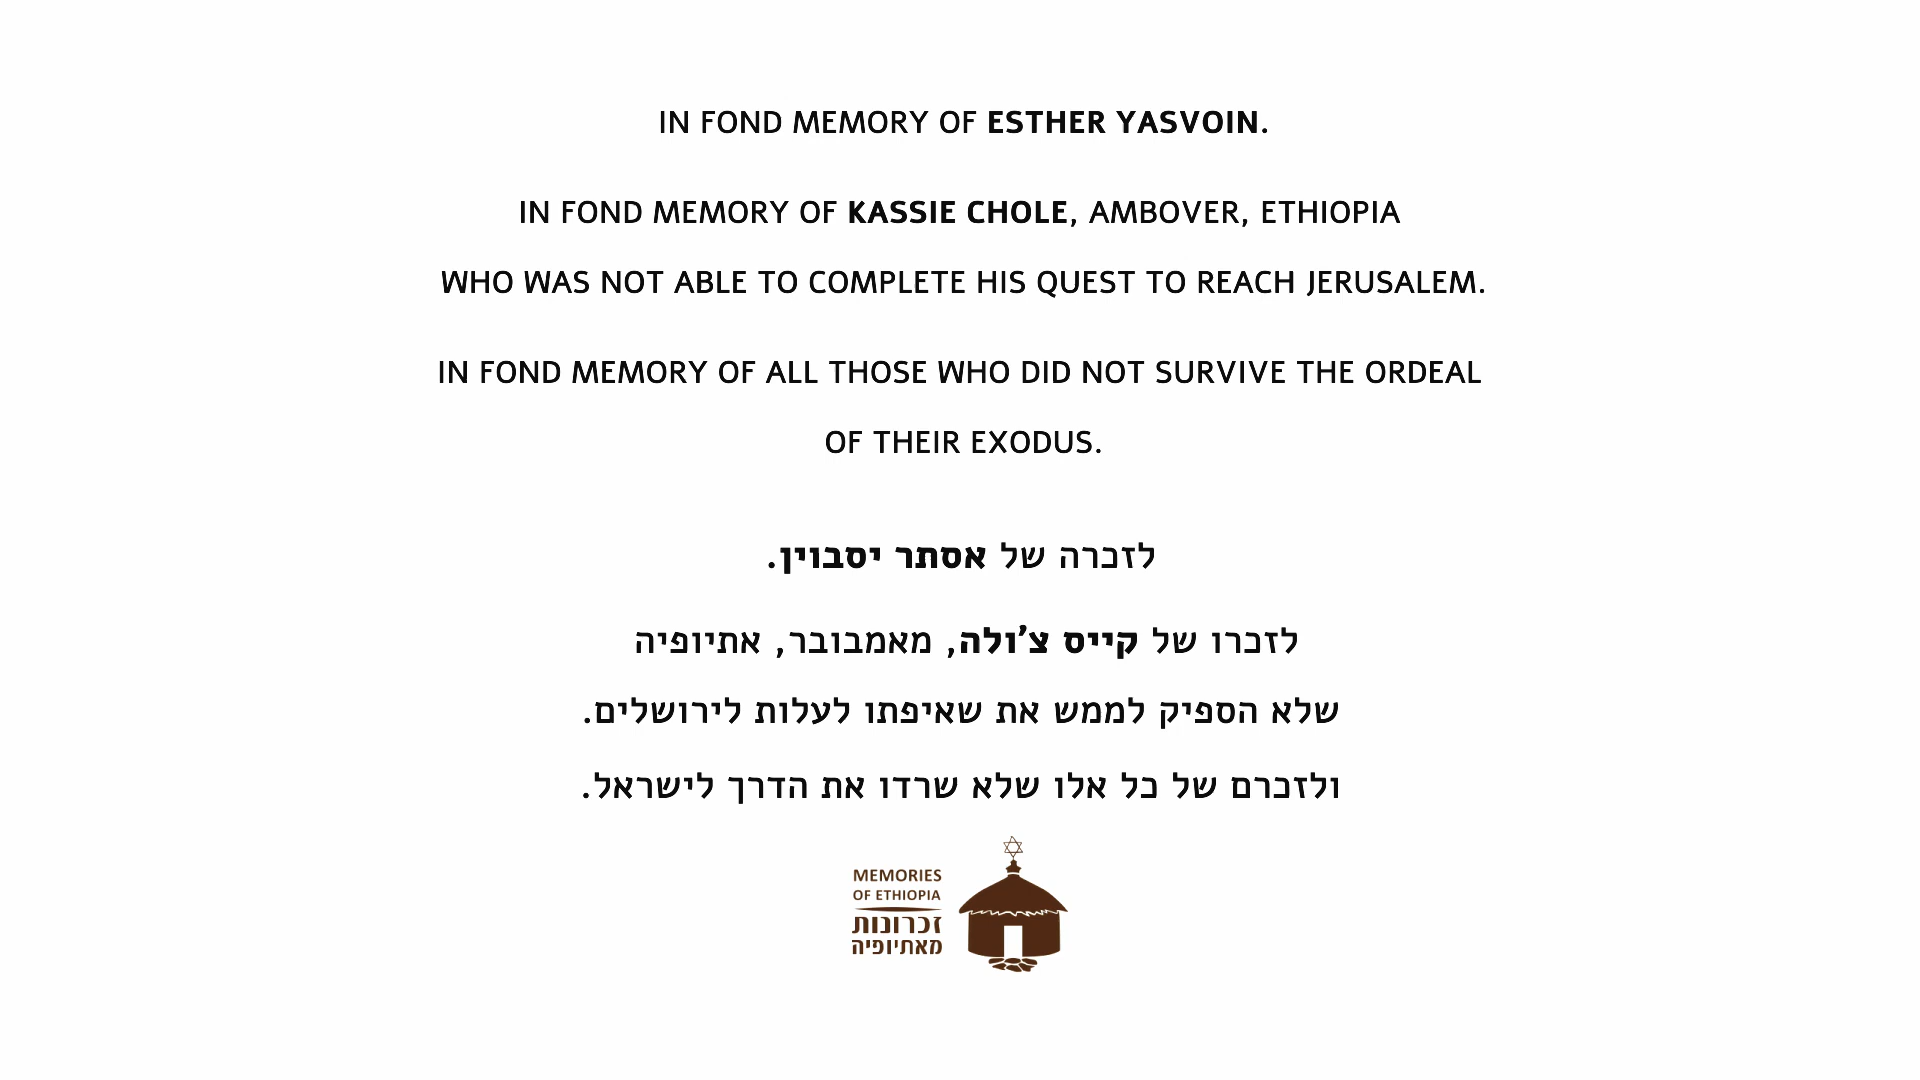 IN FOND MEMORY OF ESTHER YASVOIN.
IN FOND MEMORY OF KASSIE CHOLE, AMBOVER, ETHIOPIA
WHO WAS NOT ABLE TO COMPLETE HIS QUEST TO REACH JERUSALEM.
IN FOND MEMORY OF ALL THOSE WHO DID NOT SURVIVE THE ORDEAL
OF THEIR EXODUS.
לזכרה של אסתר יסבוין.
לזכרו של קייס צ'ולה, מאמבובר, אתיופיה
שלא הספיק לממש את שאיפתו לעלות לירושלים.
ולזכרם של כל אלו שלא שרדו את הדרך לישראל.
MEMORIES
OF ETHIOPIA
זכרונות
מאתיופיה